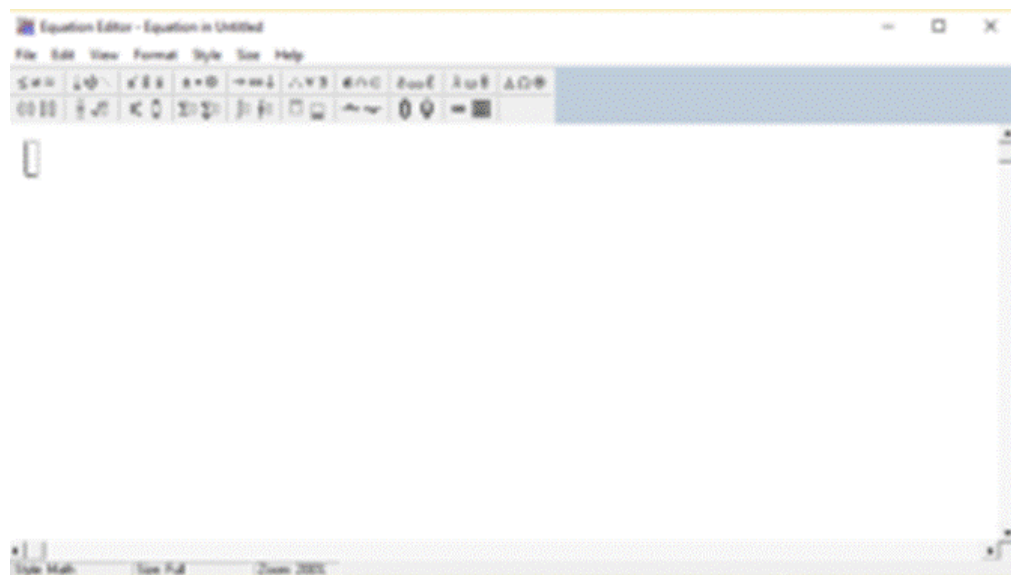 Equation Editor - Equation in Untitled
File Edit View Format Style Size Help
Style: Math Size: Full Zoom: 200%